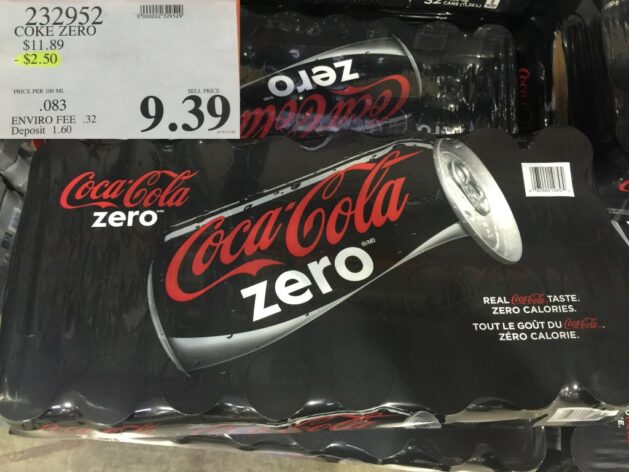 232952
COKE ZERO
$11.89
- $2.50
PRICE PER 100 ML
.083
ENVIRO FEE .32
Deposit 1.60
SELL PRICE
9.39
zero
Coca-Cola
Coca-Cola
zero
Coca-Cola
zero
REAL Coca-Cola TASTE.
ZERO CALORIES.
TOUT LE GOÛT DU Coca-Cola...
ZÉRO CALORIE.
Coca-Cola